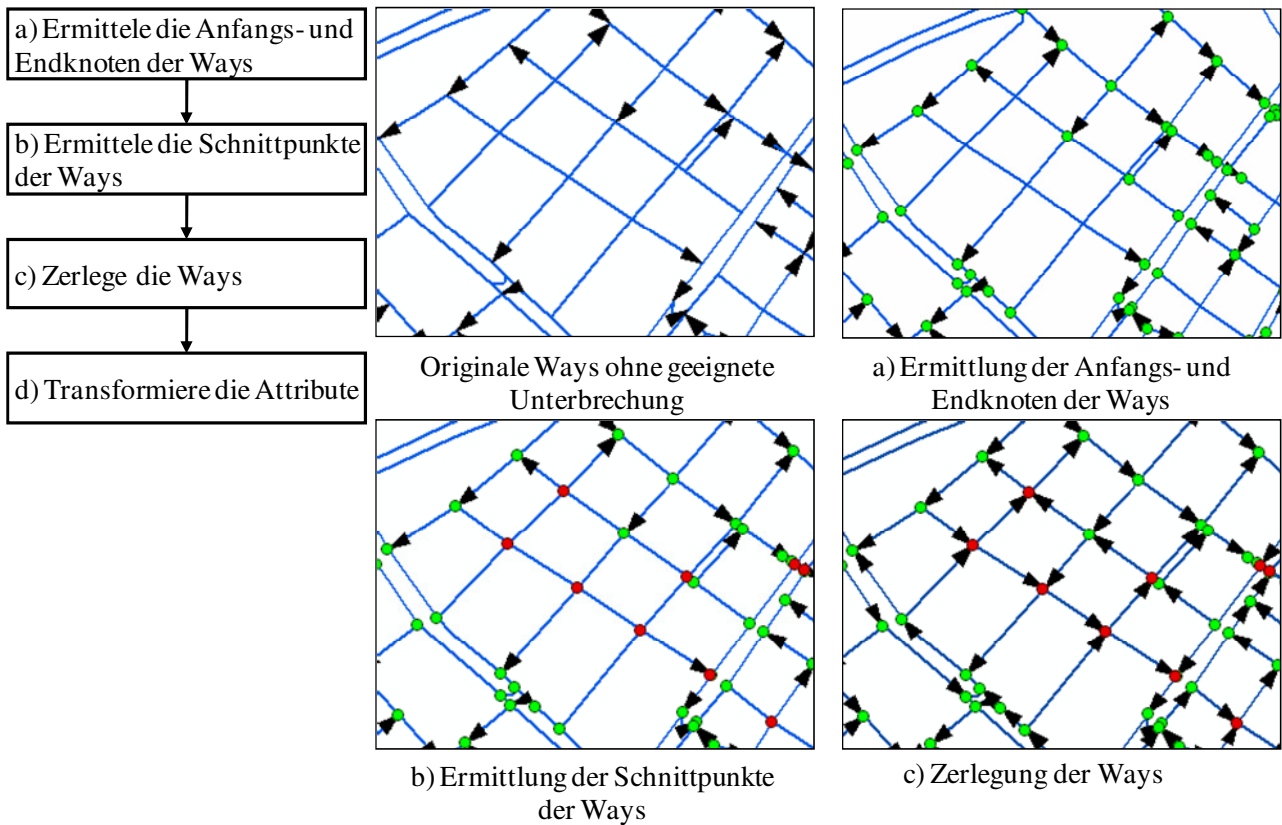 a) Ermittele die Anfangs- und
Endknoten der Ways
b) Ermittele die Schnittpunkte
der Ways
c) Zerlege die Ways
d) Transformiere die Attribute
Originale Ways ohne geeignete
Unterbrechung
a) Ermittlung der Anfangs- und
Endknoten der Ways
b) Ermittlung der Schnittpunkte
der Ways
c) Zerlegung der Ways